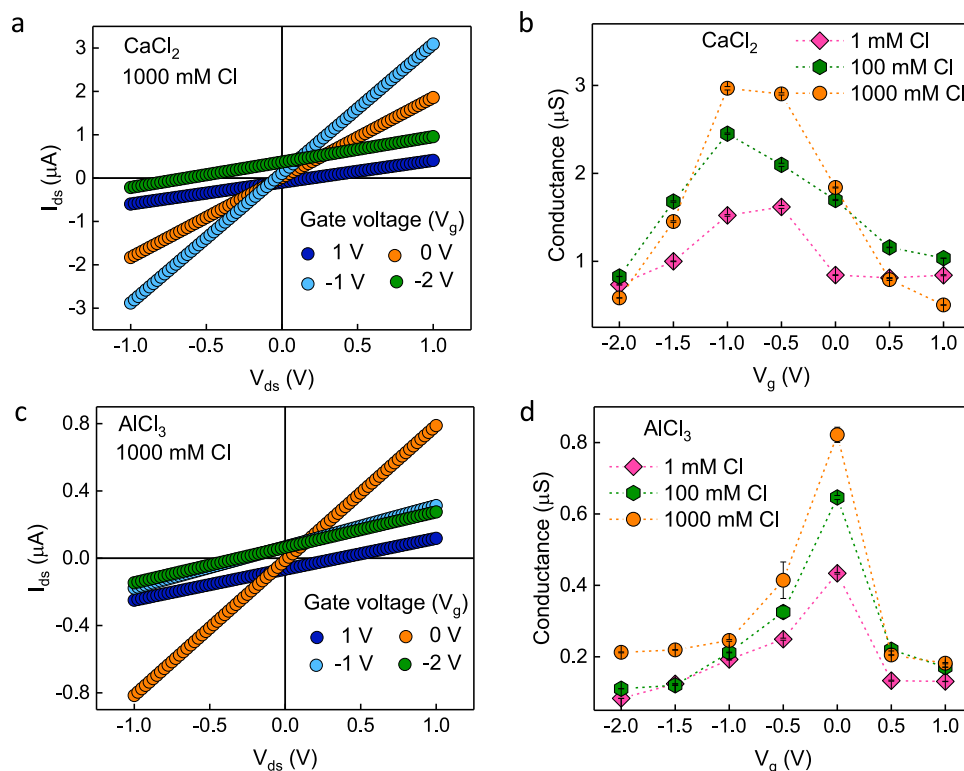 a
CaCl2
1000 mM Cl
Ids (μA)
3
2
1
0
-1
-2
-3
Gate voltage (Vg)
1 V
0 V
-1 V
-2 V
-1.0
-0.5
0.0
0.5
1.0
Vds (V)
b
CaCl2
1 mM Cl
100 mM Cl
1000 mM Cl
Conductance (μS)
3
2
1
-2.0
-1.5
-1.0
-0.5
0.0
0.5
1.0
Vg (V)
c
AlCl3
1000 mM Cl
Ids (μA)
0.8
0.4
0.0
-0.4
-0.8
Gate voltage (Vg)
1 V
0 V
-1 V
-2 V
-1.0
-0.5
0.0
0.5
1.0
Vds (V)
d
AlCl3
1 mM Cl
100 mM Cl
1000 mM Cl
Conductance (μS)
0.8
0.6
0.4
0.2
-2.0
-1.5
-1.0
-0.5
0.0
0.5
1.0
Vg (V)